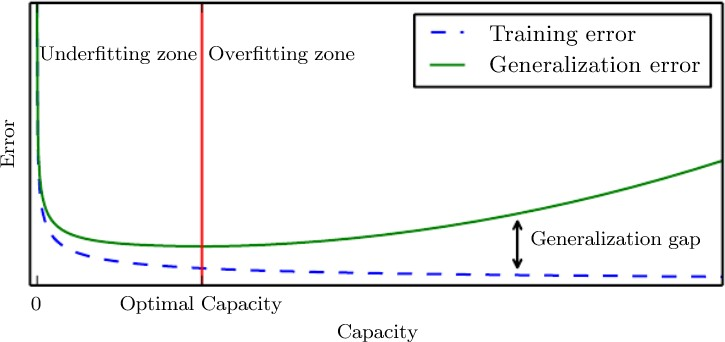 Underfitting zone
Overfitting zone
Training error
Generalization error
Error
Generalization gap
0
Optimal Capacity
Capacity